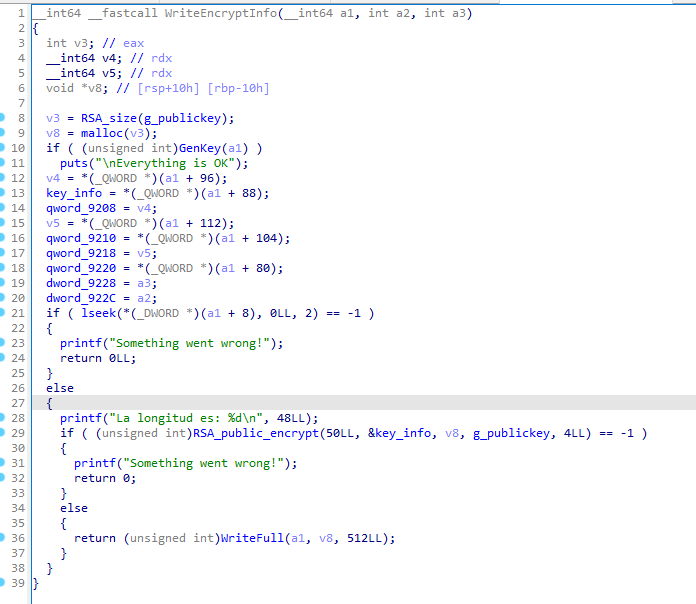 1 __int64 __fastcall WriteEncryptInfo(__int64 a1, int a2, int a3)
2 {
3 int v3; // eax
4 __int64 v4; // rdx
5 __int64 v5; // rdx
6 void *v8; // [rsp+10h] [rbp-10h]
7
8 v3 = RSA_size(g_publickey);
9 v8 = malloc(v3);
10 if ( (unsigned int)GenKey(a1) )
11 puts("\nEverything is OK");
12 v4 = *(_QWORD *)(a1 + 96);
13 key_info = *(_QWORD *)(a1 + 88);
14 qword_9208 = v4;
15 v5 = *(_QWORD *)(a1 + 112);
16 qword_9210 = *(_QWORD *)(a1 + 104);
17 qword_9218 = v5;
18 qword_9220 = *(_QWORD *)(a1 + 80);
19 dword_9228 = a3;
20 dword_922C = a2;
21 if ( lseek(*(_DWORD *)(a1 + 8), 0LL, 2) == -1 )
22 {
23 printf("Something went wrong!");
24 return 0LL;
25 }
26 else
27 {
28 printf("La longitud es: %d\n", 48LL);
29 if ( (unsigned int)RSA_public_encrypt(50LL, &key_info, v8, g_publickey, 4LL) == -1 )
30 {
31 printf("Something went wrong!");
32 return 0;
33 }
34 else
35 {
36 return (unsigned int)WriteFull(a1, v8, 512LL);
37 }
38 }
39 }